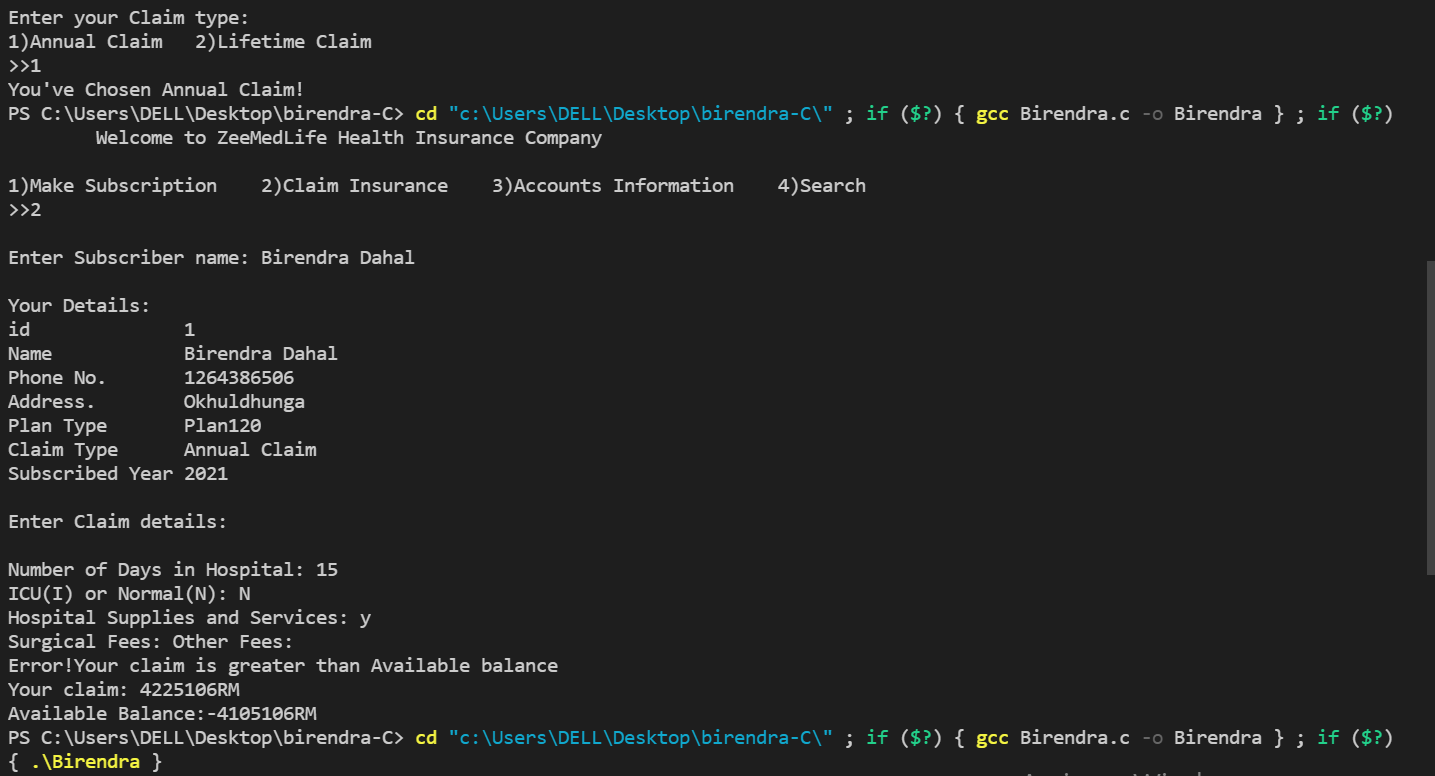 Enter your Claim type:
1)Annual Claim   2)Lifetime Claim
>>1
You've Chosen Annual Claim!
PS C:\Users\DELL\Desktop\birendra-C> cd "c:\Users\DELL\Desktop\birendra-C\" ; if ($?) { gcc Birendra.c -o Birendra } ; if ($?)
        Welcome to ZeeMedLife Health Insurance Company
1)Make Subscription    2)Claim Insurance    3)Accounts Information    4)Search
>>2
Enter Subscriber name: Birendra Dahal
Your Details:
id              1
Name            Birendra Dahal
Phone No.       1264386506
Address.        Okhuldhunga
Plan Type       Plan120
Claim Type      Annual Claim
Subscribed Year 2021
Enter Claim details:
Number of Days in Hospital: 15
ICU(I) or Normal(N): N
Hospital Supplies and Services: y
Surgical Fees: Other Fees:
Error!Your claim is greater than Available balance
Your claim: 4225106RM
Available Balance:-4105106RM
PS C:\Users\DELL\Desktop\birendra-C> cd "c:\Users\DELL\Desktop\birendra-C\" ; if ($?) { gcc Birendra.c -o Birendra } ; if ($?)
{ .\Birendra }